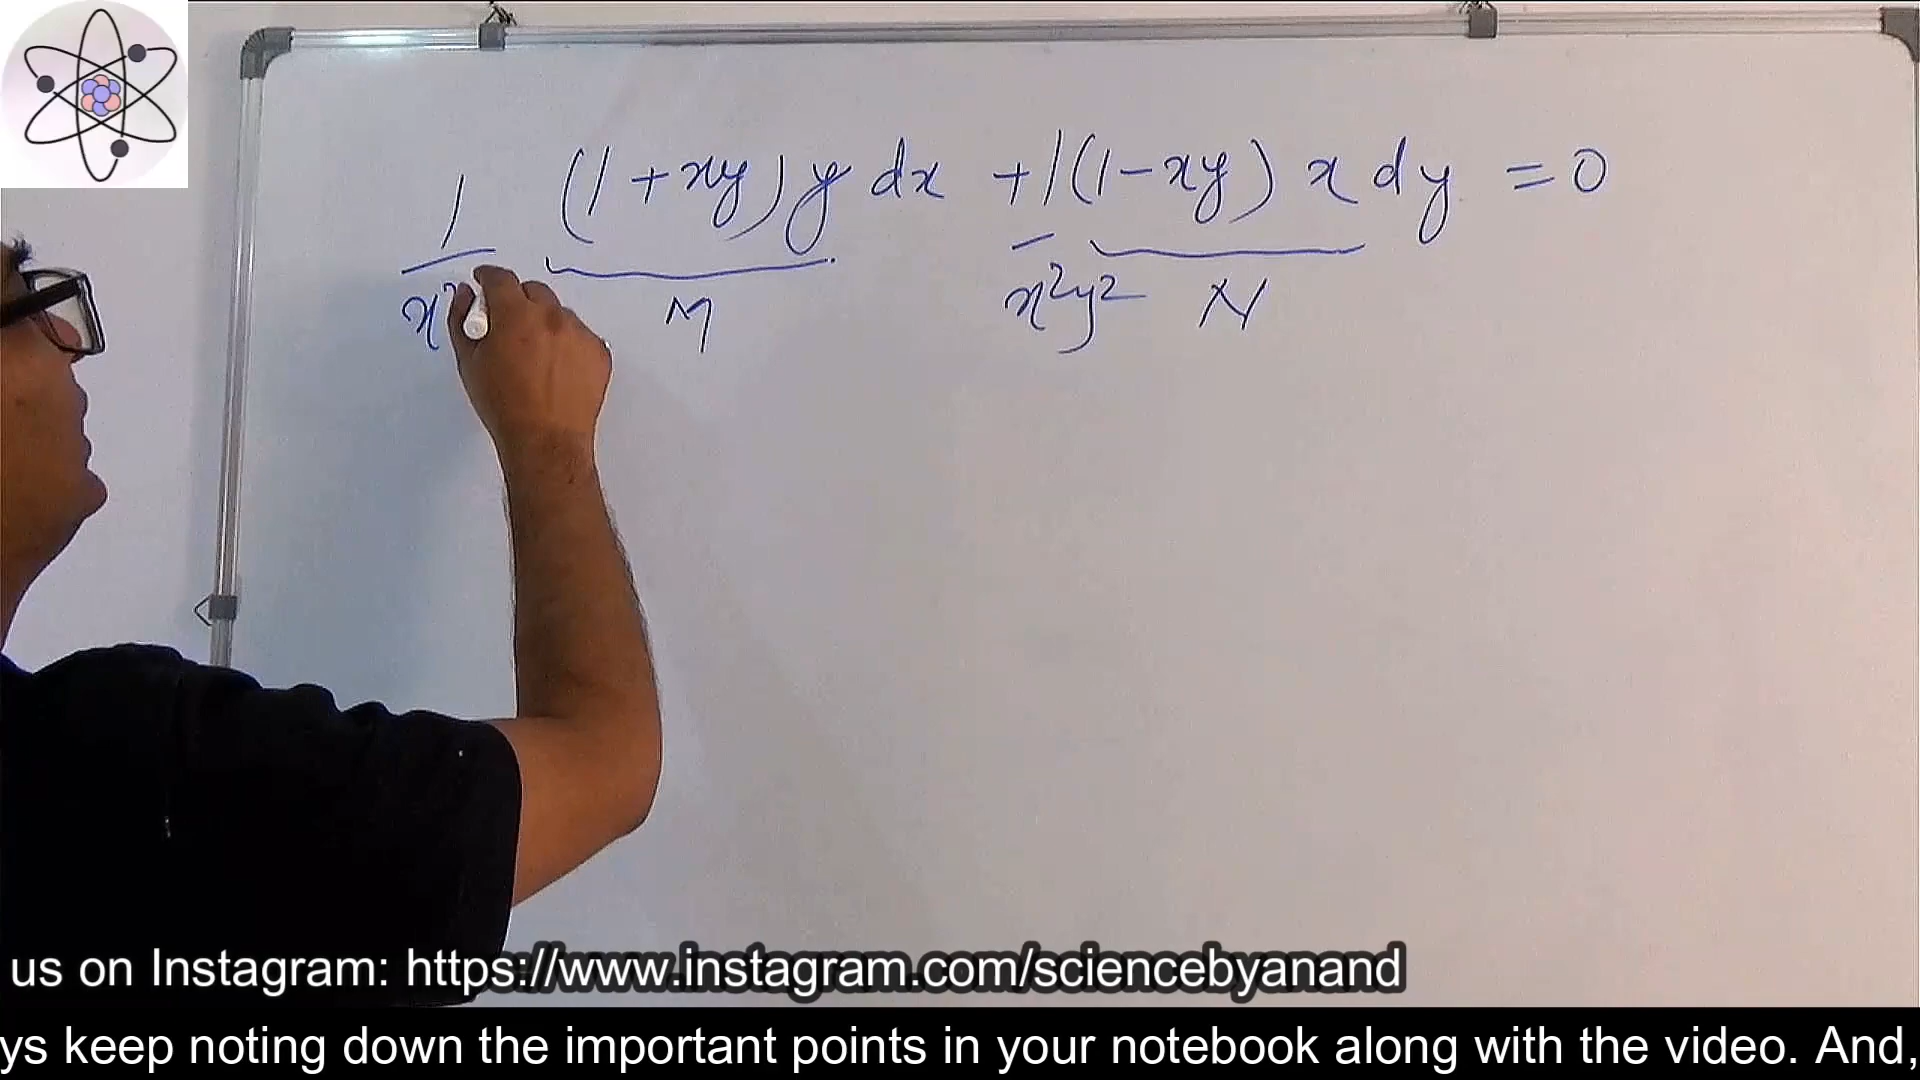 1/x² (1 + xy) y dx + 1/x²y² (1 - xy) x dy = 0
M N
us on Instagram: https://www.instagram.com/sciencebyanand
ys keep noting down the important points in your notebook along with the video. And,